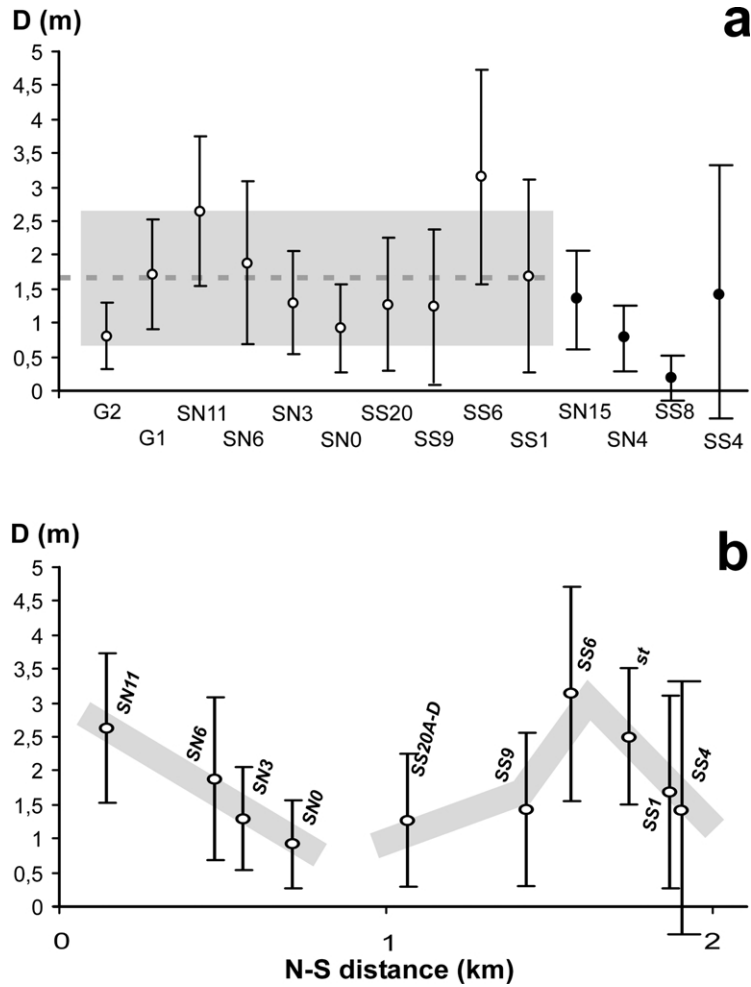 D (m)
a
5
4,5
4
3,5
3
2,5
2
1,5
1
0,5
0
G2 SN11 SN3 SS20 SS6 SN15 SS8
G1 SN6 SN0 SS9 SS1 SN4 SS4
D (m)
b
5
4,5
4
3,5
3
2,5
2
1,5
1
0,5
0
SN11
SN6
SN3
SN0
SS20A-D
SS9
SS6
st
SS1
SS4
0 1 2
N-S distance (km)